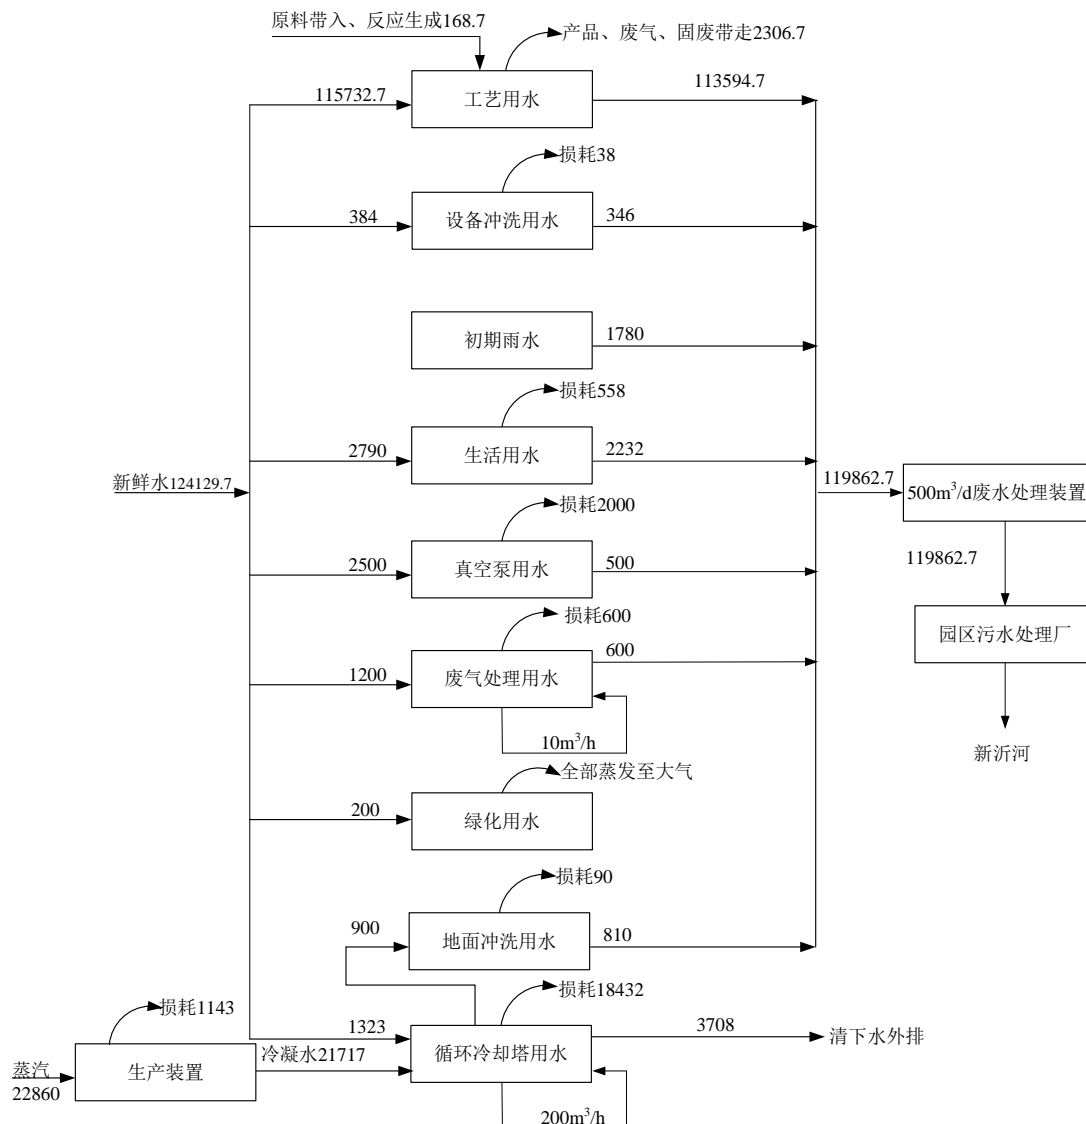 原料带入、反应生成168.7
产品、废气、固废带走2306.7
115732.7
工艺用水
113594.7
损耗38
384
设备冲洗用水
346
初期雨水
1780
损耗558
2790
生活用水
2232
新鲜水124129.7
119862.7
500m³/d废水处理装置
损耗2000
2500
真空泵用水
500
119862.7
损耗600
园区污水处理厂
1200
废气处理用水
600
10m³/h
新沂河
全部蒸发至大气
200
绿化用水
损耗90
900
地面冲洗用水
810
损耗1143
损耗18432
1323
循环冷却塔用水
3708
清下水外排
蒸汽
22860
生产装置
冷凝水21717
200m³/h